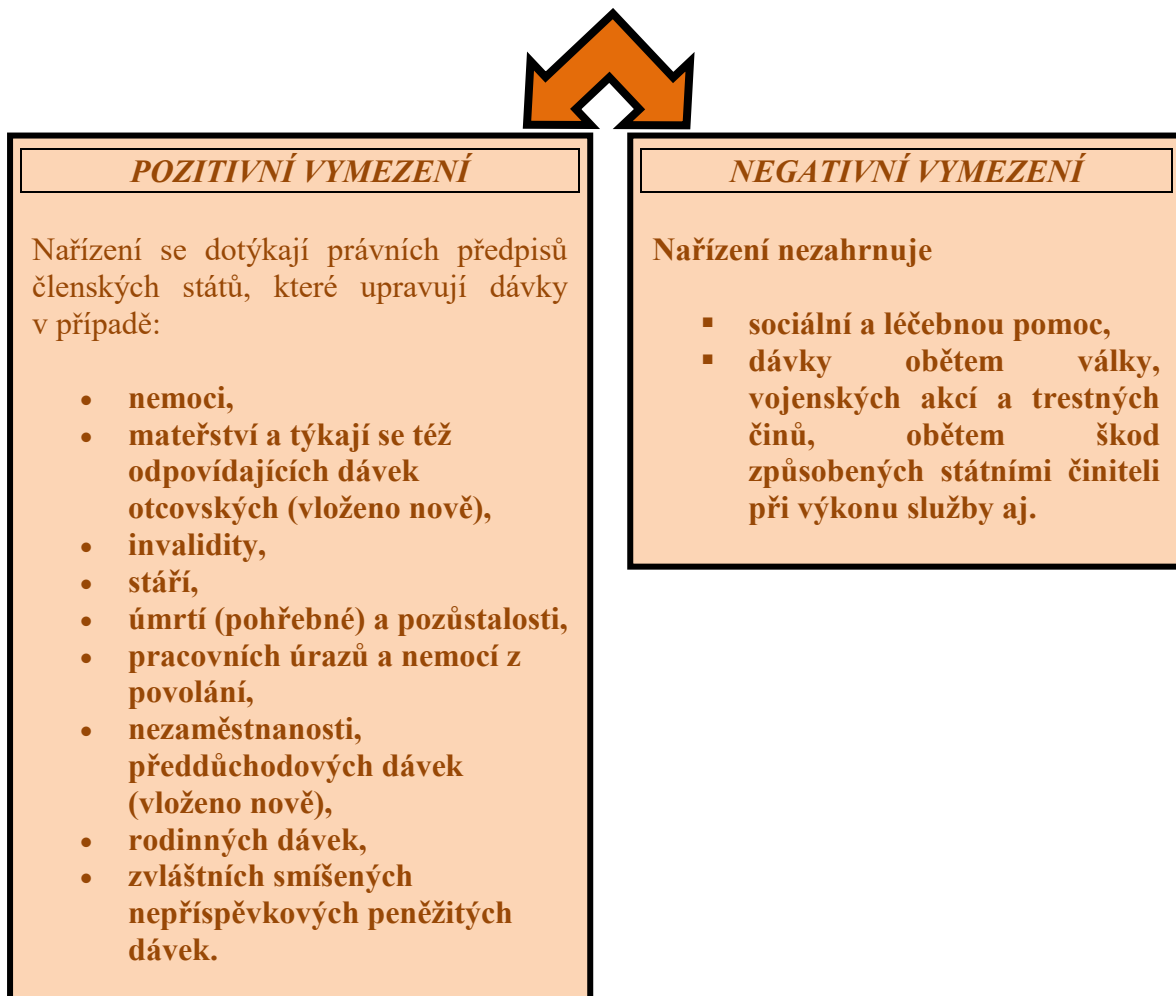 POZITIVNÍ VYMEZENÍ
Nařízení se dotýkají právních předpisů
členských států, které upravují dávky
v případě:
• nemoci,
• mateřství a týkají se též
odpovídajících dávek
otcovských (vloženo nově),
• invalidity,
• stáří,
• úmrtí (pohřebné) a pozůstalosti,
• pracovních úrazů a nemocí z
povolání,
• nezaměstnanosti,
předdůchodových dávek
(vloženo nově),
• rodinných dávek,
• zvláštních smíšených
nepříspěvkových peněžitých
dávek.
NEGATIVNÍ VYMEZENÍ
Nařízení nezahrnuje
▪ sociální a léčebnou pomoc,
▪ dávky obětem války,
vojenských akcí a trestných
činů, obětem škod
způsobených státními činiteli
při výkonu služby aj.